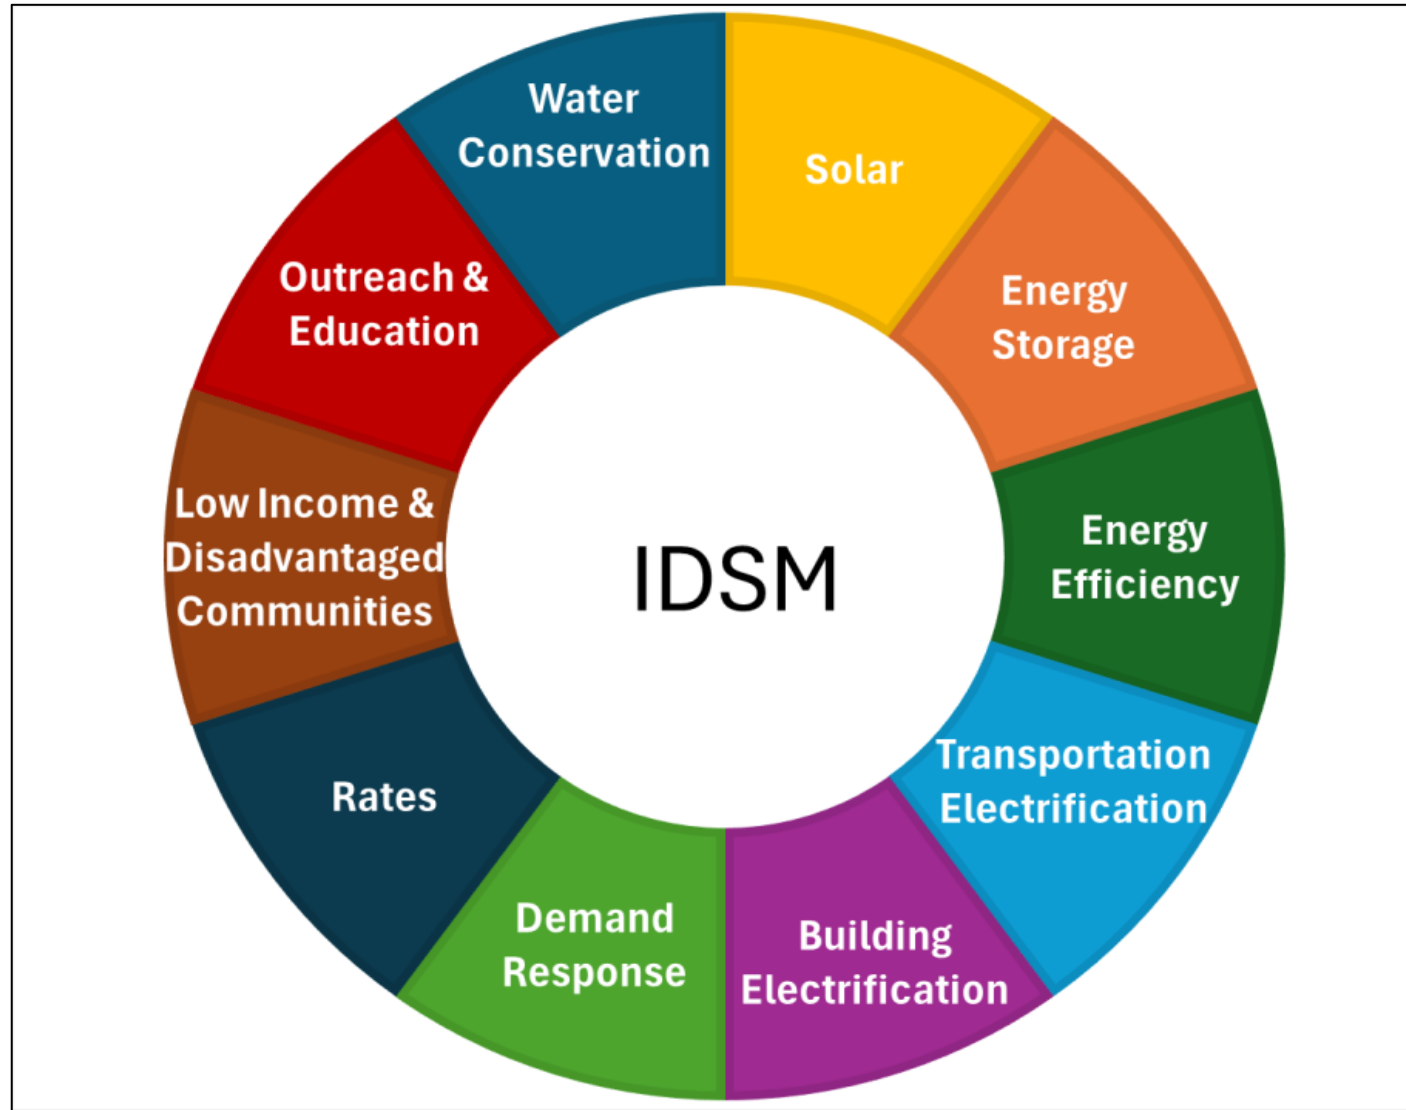 Water
Conservation
Solar
Energy
Storage
Energy
Efficiency
Transportation
Electrification
Building
Electrification
Demand
Response
Rates
Low Income &
Disadvantaged
Communities
Outreach &
Education
IDSM